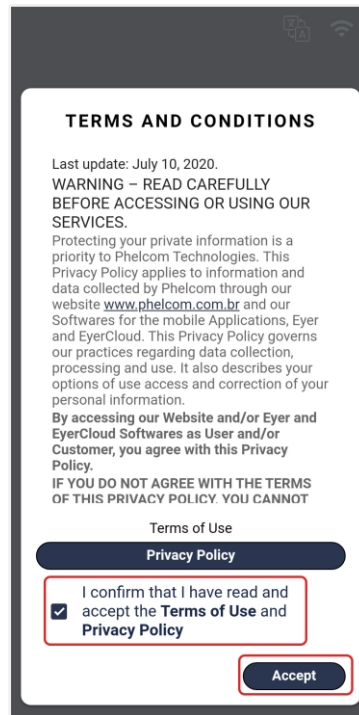 TERMS AND CONDITIONS
Last update: July 10, 2020.
WARNING – READ CAREFULLY
BEFORE ACCESSING OR USING OUR
SERVICES.
Protecting your private information is a
priority to Phelcom Technologies. This
Privacy Policy applies to information and
data collected by Phelcom through our
website www.phelcom.com.br and our
Softwares for the mobile Applications, Eyer
and EyerCloud. This Privacy Policy governs
our practices regarding data collection,
processing and use. It also describes your
options of use access and correction of your
personal information.
By accessing our Website and/or Eyer and
EyerCloud Softwares as User and/or
Customer, you agree with this Privacy
Policy.
IF YOU DO NOT AGREE WITH THE TERMS
OF THIS PRIVACY POLICY, YOU CANNOT
Terms of Use
Privacy Policy
I confirm that I have read and
accept the Terms of Use and
Privacy Policy
Accept